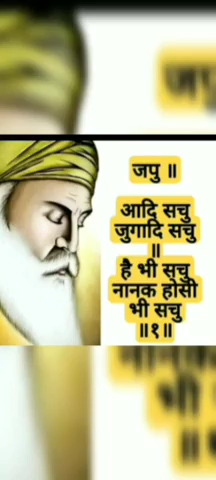 जपु ॥
आदि सचु
जुगादि सचु
॥
है भी सचु
नानक होसी
भी सचु
॥१॥